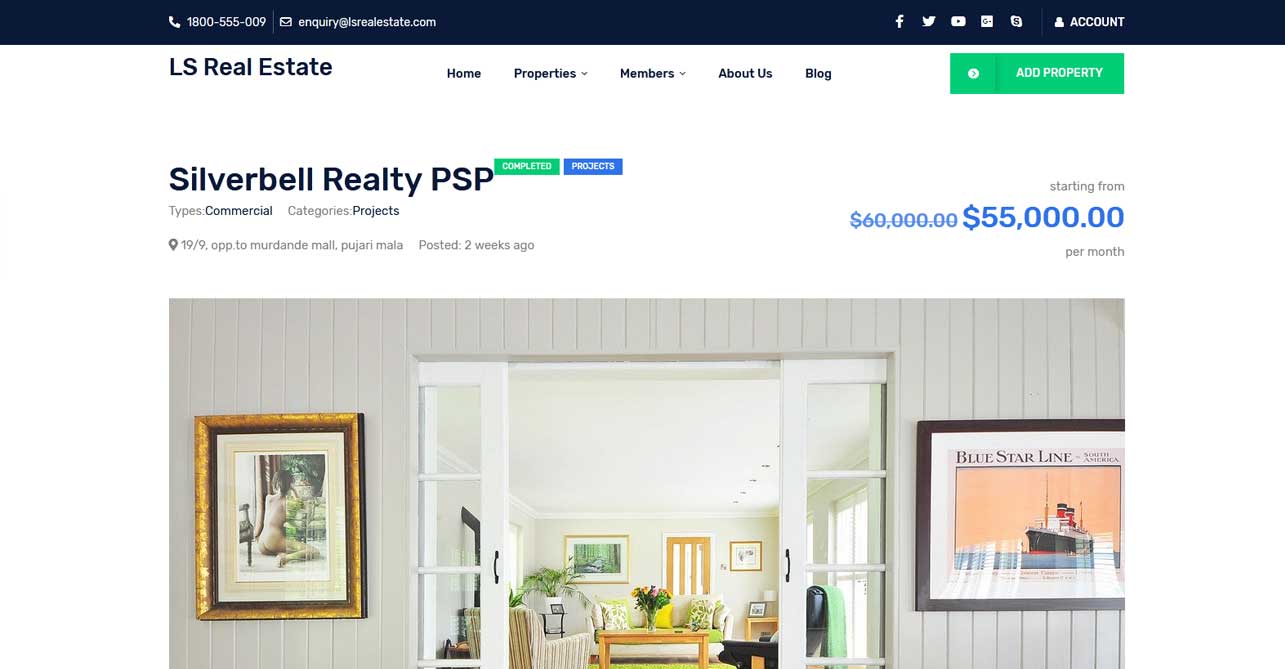 1800-555-009 enquiry@lsrealestate.com ACCOUNT
LS Real Estate Home Properties Members About Us Blog ADD PROPERTY
Silverbell Realty PSP COMPLETED PROJECTS
starting from
Types:Commercial Categories:Projects
$60,000.00 $55,000.00
19/9, opp.to murdande mall, pujari mala Posted: 2 weeks ago
per month
BLUE STAR LINE ~ SOUTH AMERICA